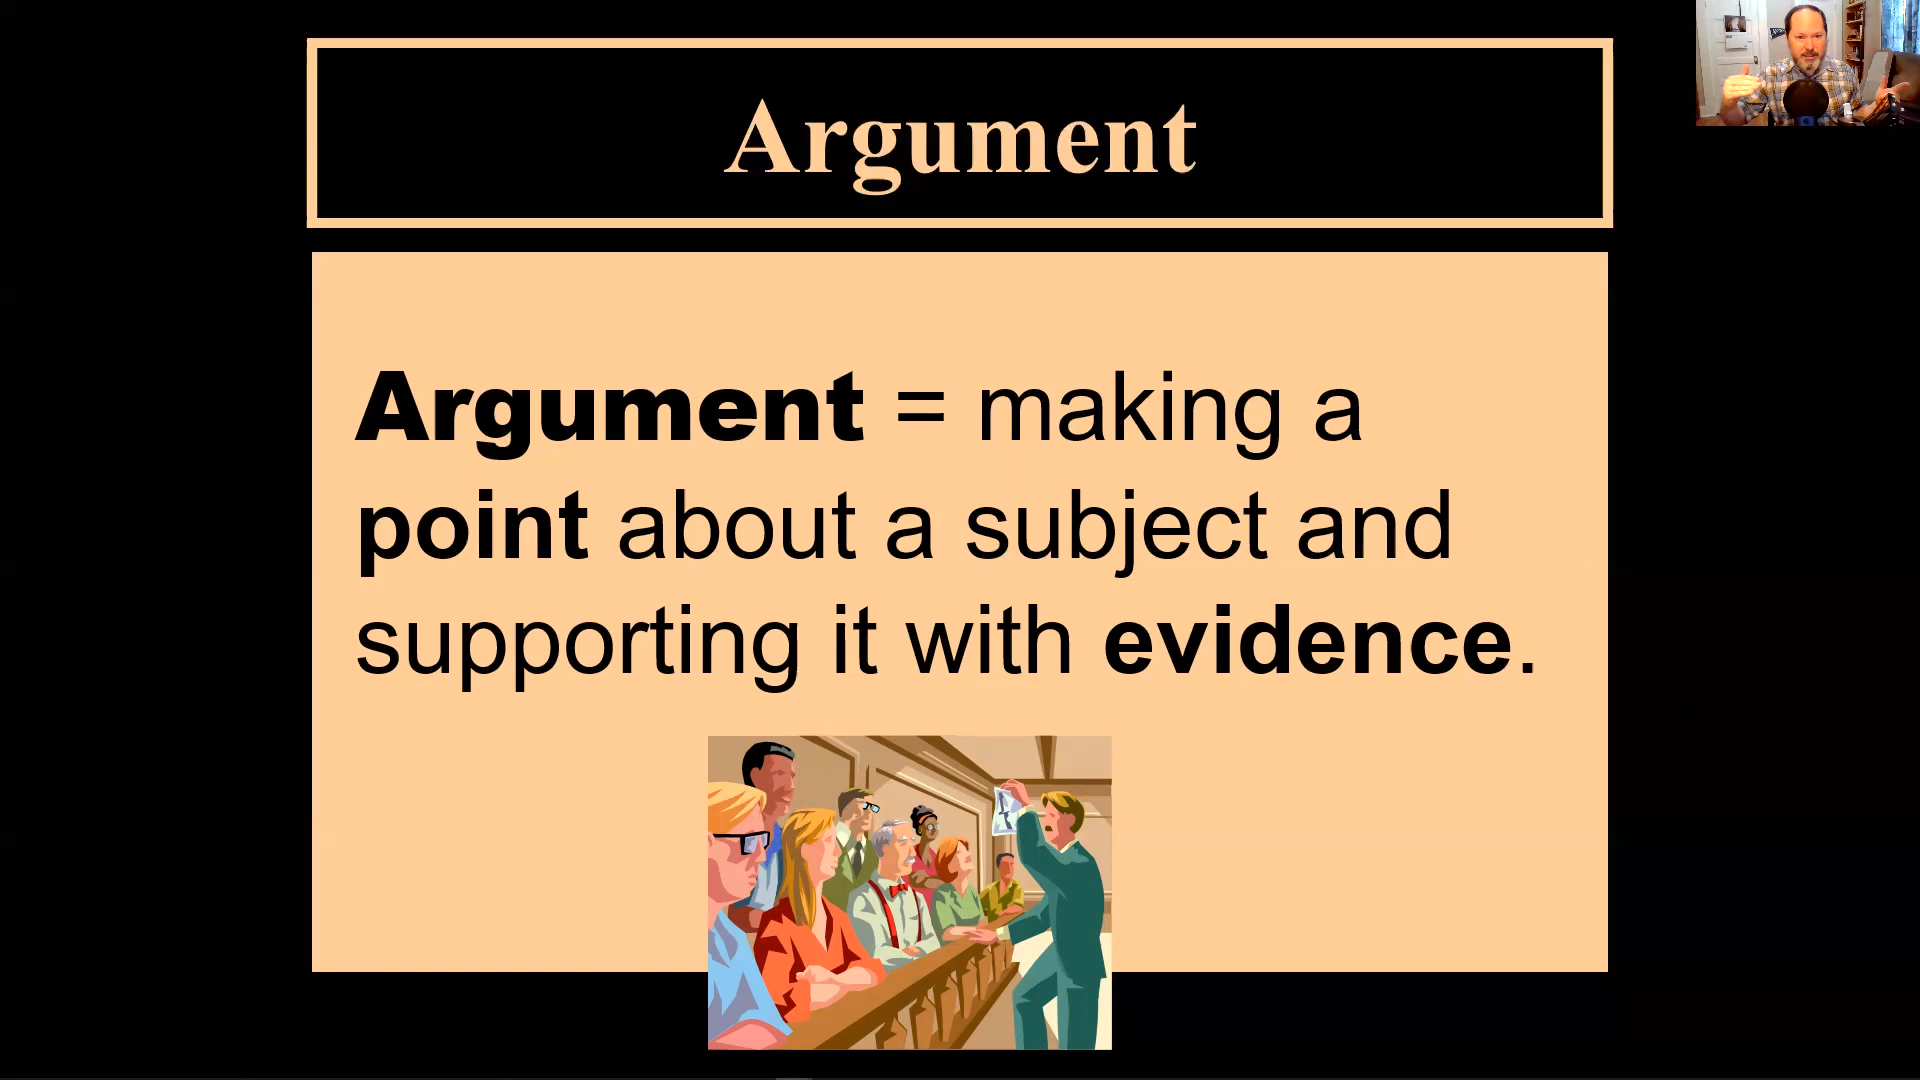 Argument
Argument = making a
point about a subject and
supporting it with evidence.